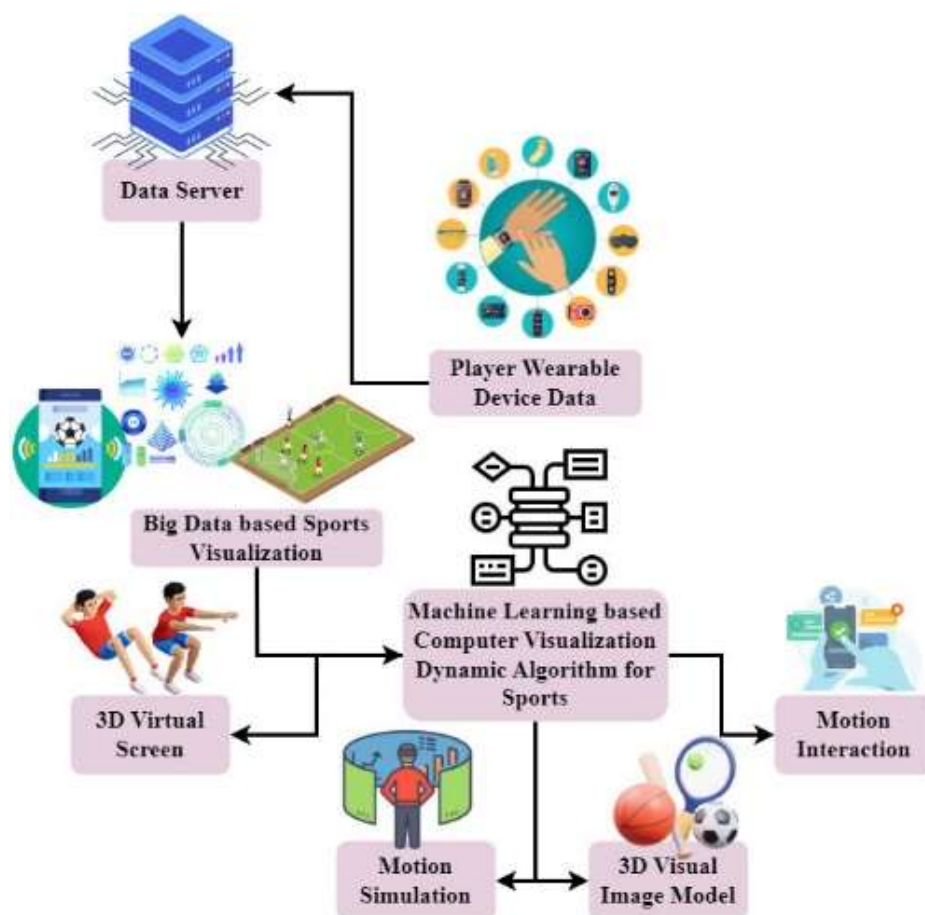 Data Server
Player Wearable
Device Data
Big Data based Sports
Visualization
Machine Learning based
Computer Visualization
Dynamic Algorithm for
Sports
3D Virtual
Screen
Motion
Interaction
Motion
Simulation
3D Visual
Image Model